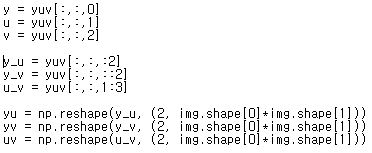 y = yuv[:,:,0]
u = yuv[:,:,1]
v = yuv[:,:,2]
y_u = yuv[:,:,:2]
y_v = yuv[:,:,::2]
u_v = yuv[:,:,1:3]
yu = np.reshape(y_u, (2, img.shape[0]*img.shape[1]))
yv = np.reshape(y_v, (2, img.shape[0]*img.shape[1]))
uv = np.reshape(u_v, (2, img.shape[0]*img.shape[1]))